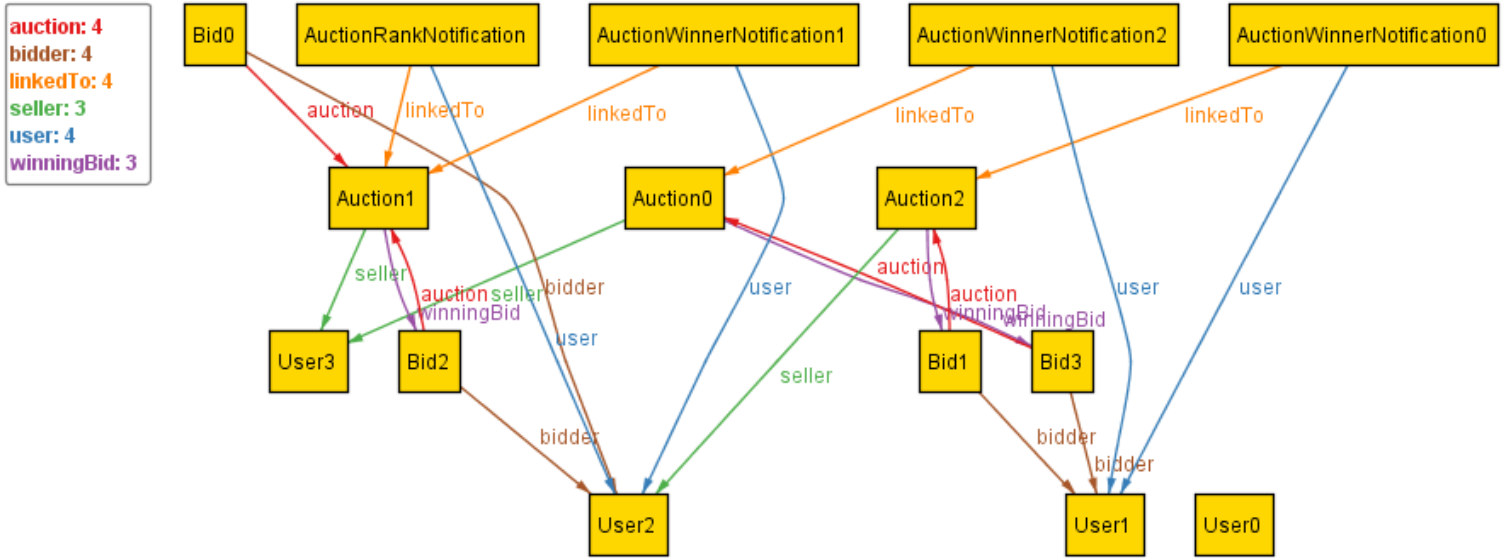 auction: 4
bidder: 4
linkedTo: 4
seller: 3
user: 4
winningBid: 3
Bid0
AuctionRankNotification
AuctionWinnerNotification1
AuctionWinnerNotification2
AuctionWinnerNotification0
auction
linkedTo
linkedTo
linkedTo
linkedTo
Auction1
Auction0
Auction2
seller
auction
seller
bidder
user
auction
auction
user
user
winningBid
winningBid
winningBid
user
User3
Bid2
Bid1
Bid3
seller
bidder
bidder
bidder
User2
User1
User0